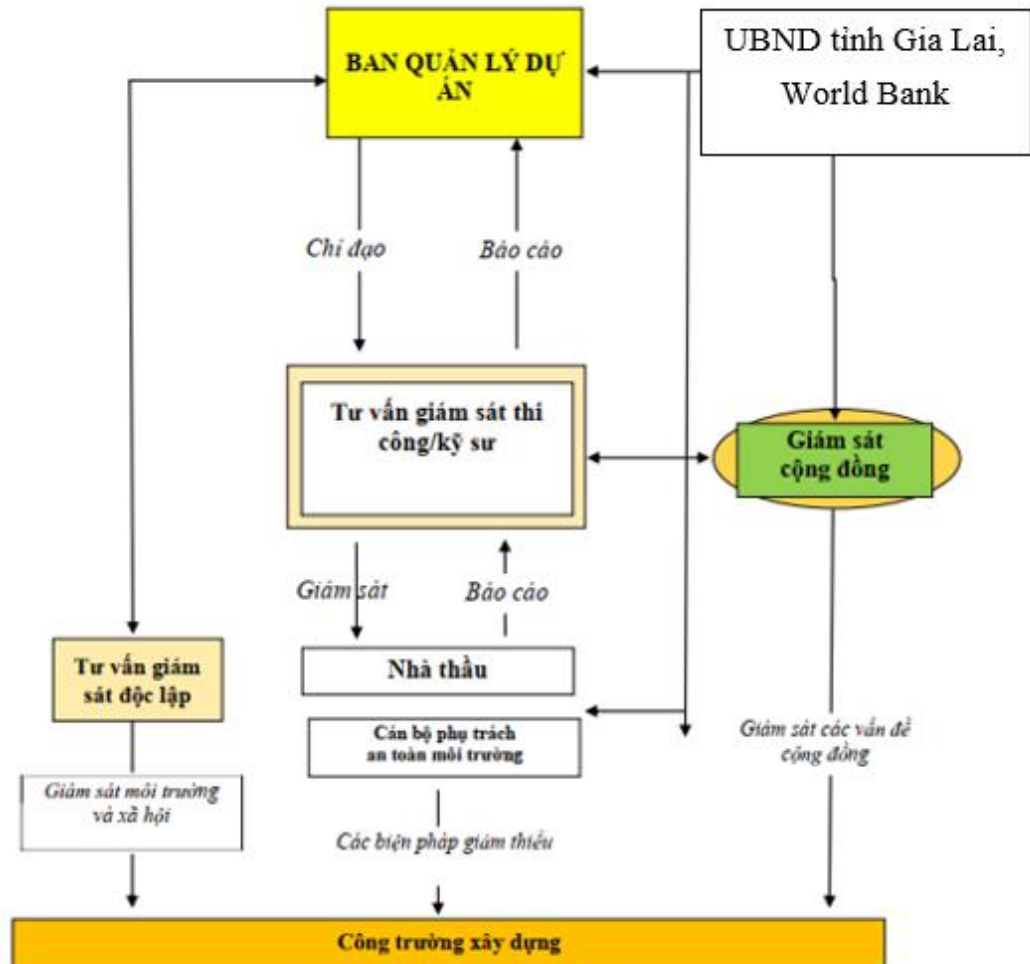 BAN QUẢN LÝ DỰ
ÁN
UBND tỉnh Gia Lai,
World Bank
Chỉ đạo
Báo cáo
Tư vấn giám sát thi
công/kỹ sư
Giám sát
cộng đồng
Giám sát
Báo cáo
Tư vấn giám
sát độc lập
Nhà thầu
Cán bộ phụ trách
an toàn môi trường
Giám sát các vấn đề
cộng đồng
Giám sát môi trường
và xã hội
Các biện pháp giảm thiểu
Công trường xây dựng